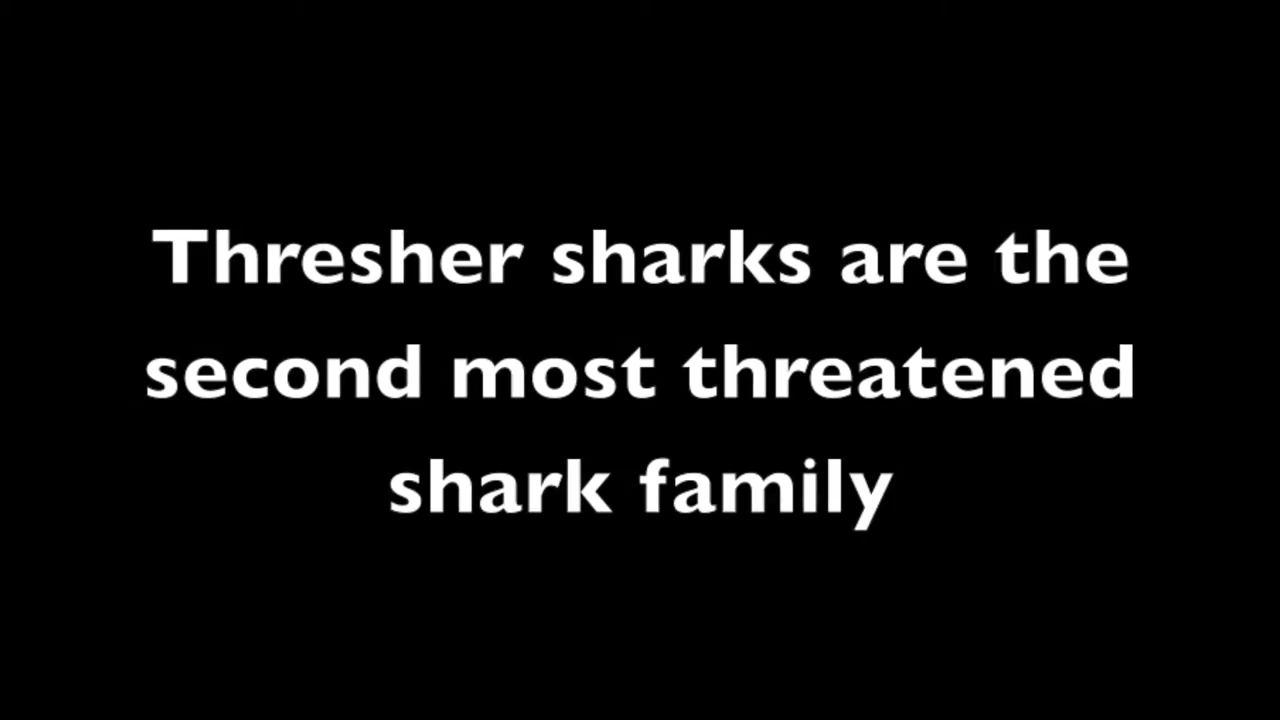 Thresher sharks are the
second most threatened
shark family